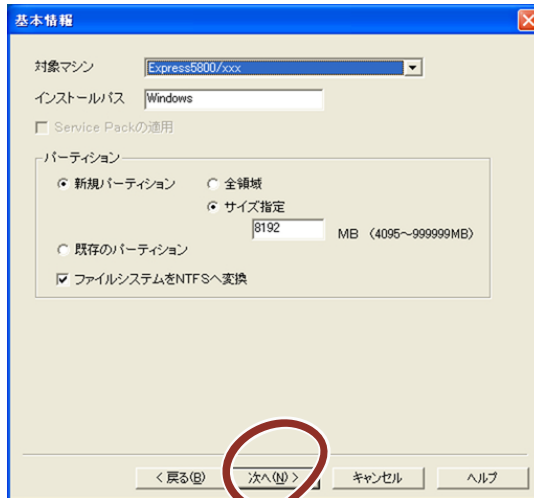 基本情報
対象マシン Express5800/xxx
インストールパス Windows
Service Packの適用
パーティション
新規パーティション 全領域
サイズ指定
8192 MB (4095～999999MB)
既存のパーティション
ファイルシステムをNTFSへ変換
< 戻る(B) 次へ(N) > キャンセル ヘルプ